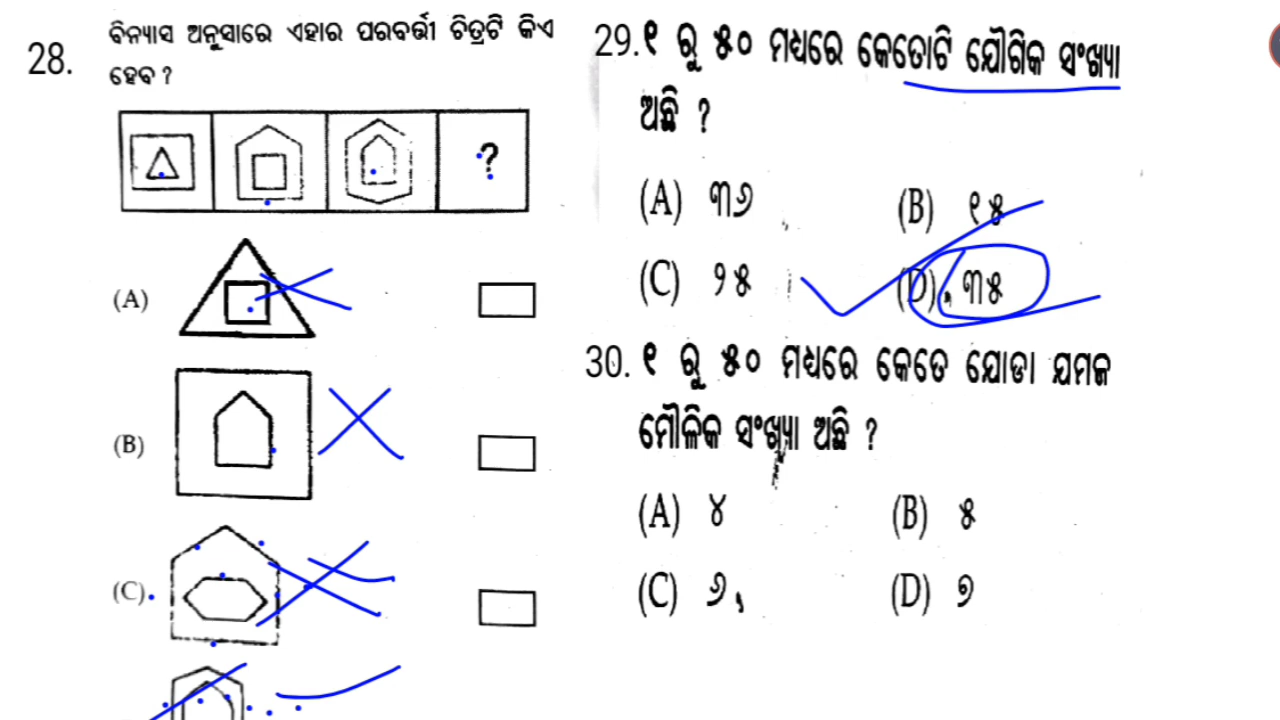 28. ବିନ୍ୟାସ ଅନୁସାରେ ଏହାର ପରବର୍ତ୍ତୀ ଚିତ୍ରଟି କିଏ
ହେବ ?
?
(A)
(B)
(C)
29. ୧ ରୁ ୫୦ ମଧ୍ୟରେ କେତୋଟି ଯୌଗିକ ସଂଖ୍ୟା
ଅଛି ?
(A) ୩୬ (B) ୧୫
(C) ୨୫ (D) ୩୫
30. ୧ ରୁ ୫୦ ମଧ୍ୟରେ କେତେ ଯୋଡା ଯମଜ
ମୌଳିକ ସଂଖ୍ୟା ଅଛି ?
(A) ୪ (B) ୫
(C) ୬ (D) ୭